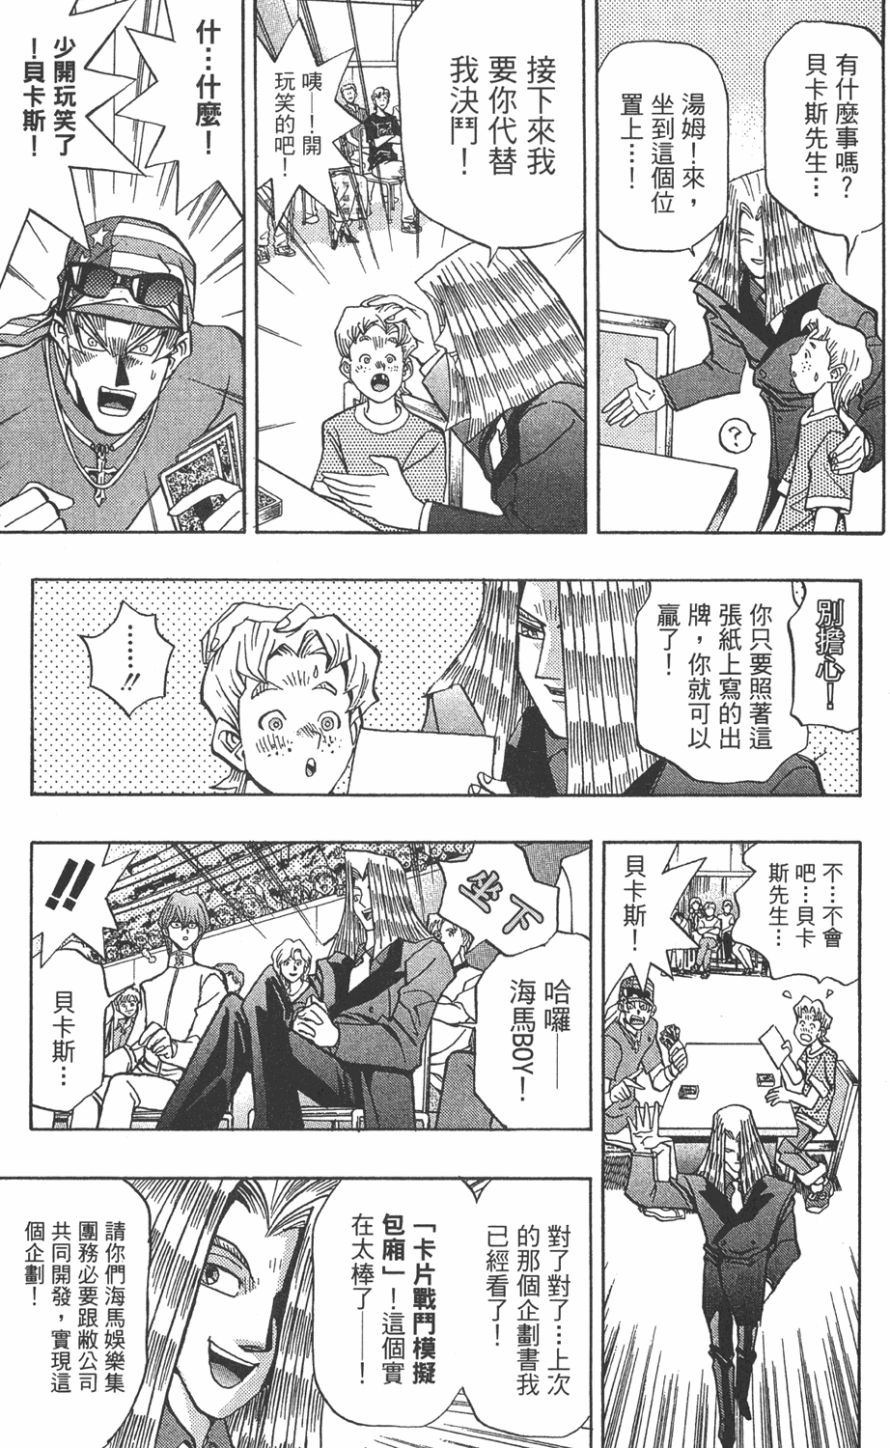 有什麼事嗎?
貝卡斯先生…
湯姆!來,
坐到這個位
置上…!
?
接下來我
要你代替
我決鬥!
咦—!開
玩笑的吧!
什…什麼!
少開玩笑了
!貝卡斯!
別擔心!
你只要照著這
張紙上寫的出
牌,你就可以
贏了!
……!!
不…不會
吧…貝卡
斯先生…
貝卡斯!
坐下
哈囉——
海馬BOY!
!!
貝卡斯…
對了對了…上次
的那個企劃書我
已經看了!
「卡片戰鬥模擬
包廂」!這個實
在太棒了——!
請你們海馬娛樂集
團務必要跟敝公司
共同開發,實現這
個企劃!